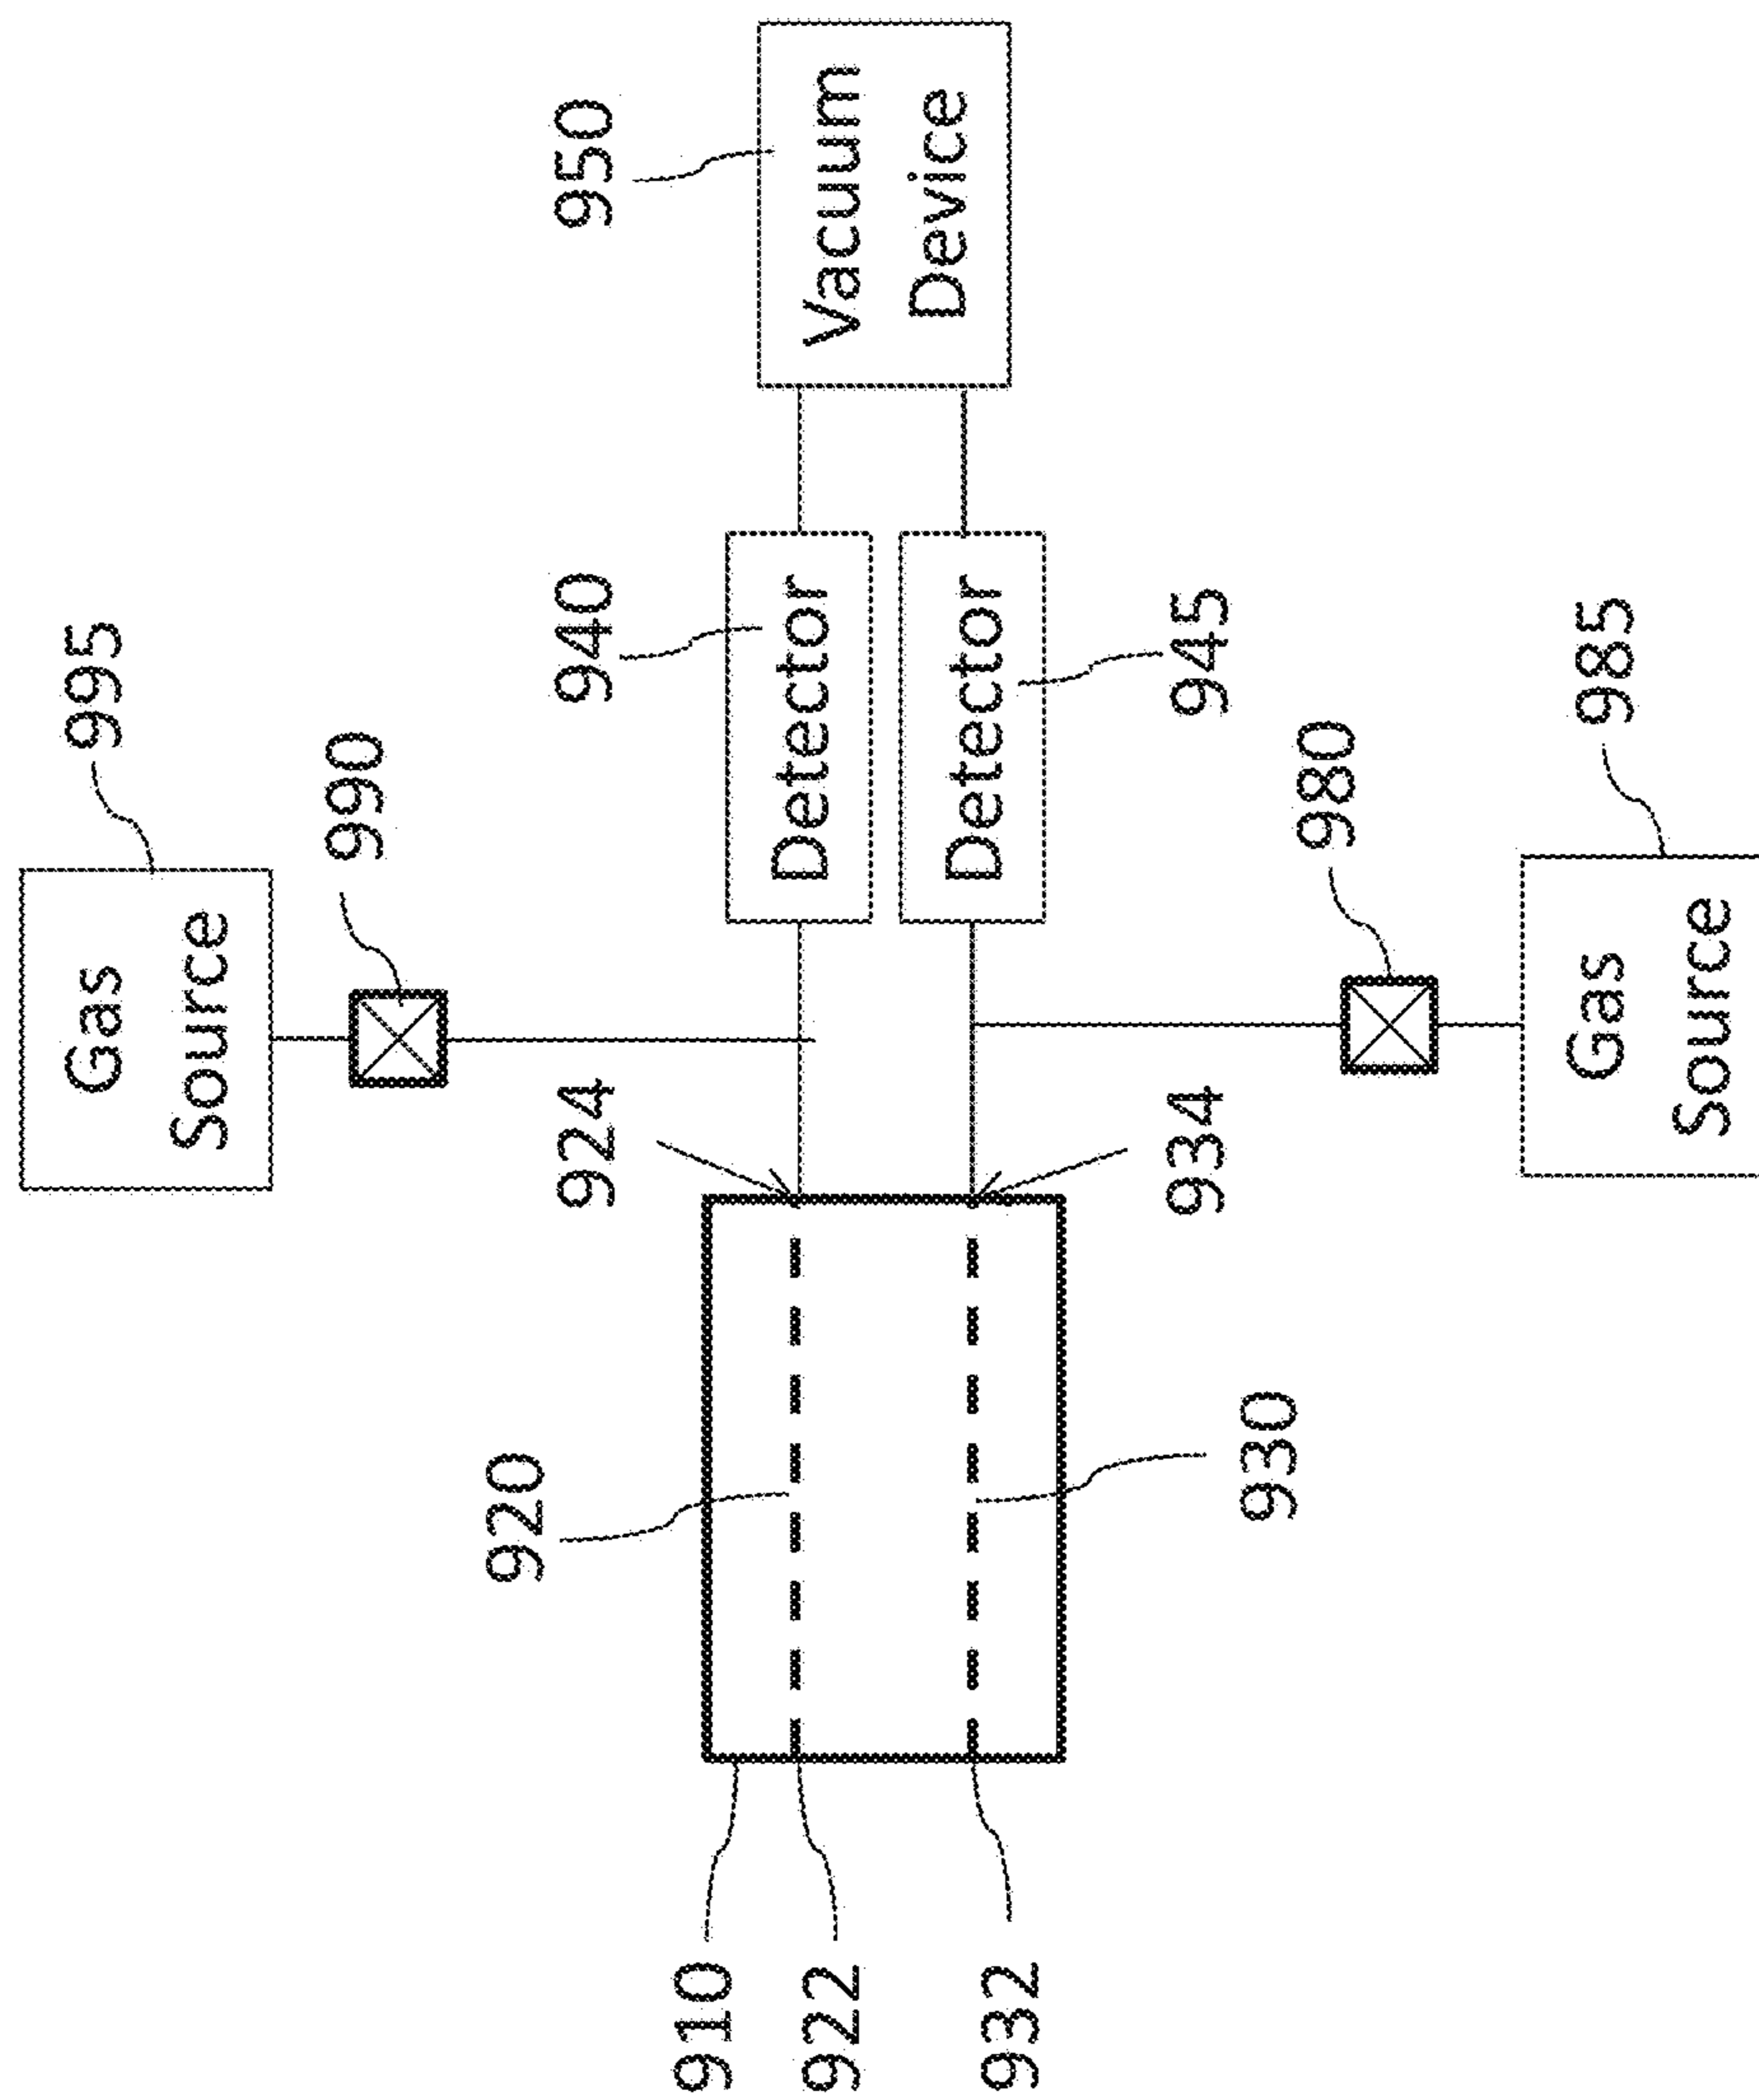 995
Gas
Source
990
924
940
950
Detector
Vacuum
Device
920
910
922
932
Detector
930
934
945
980
985
Gas
Source